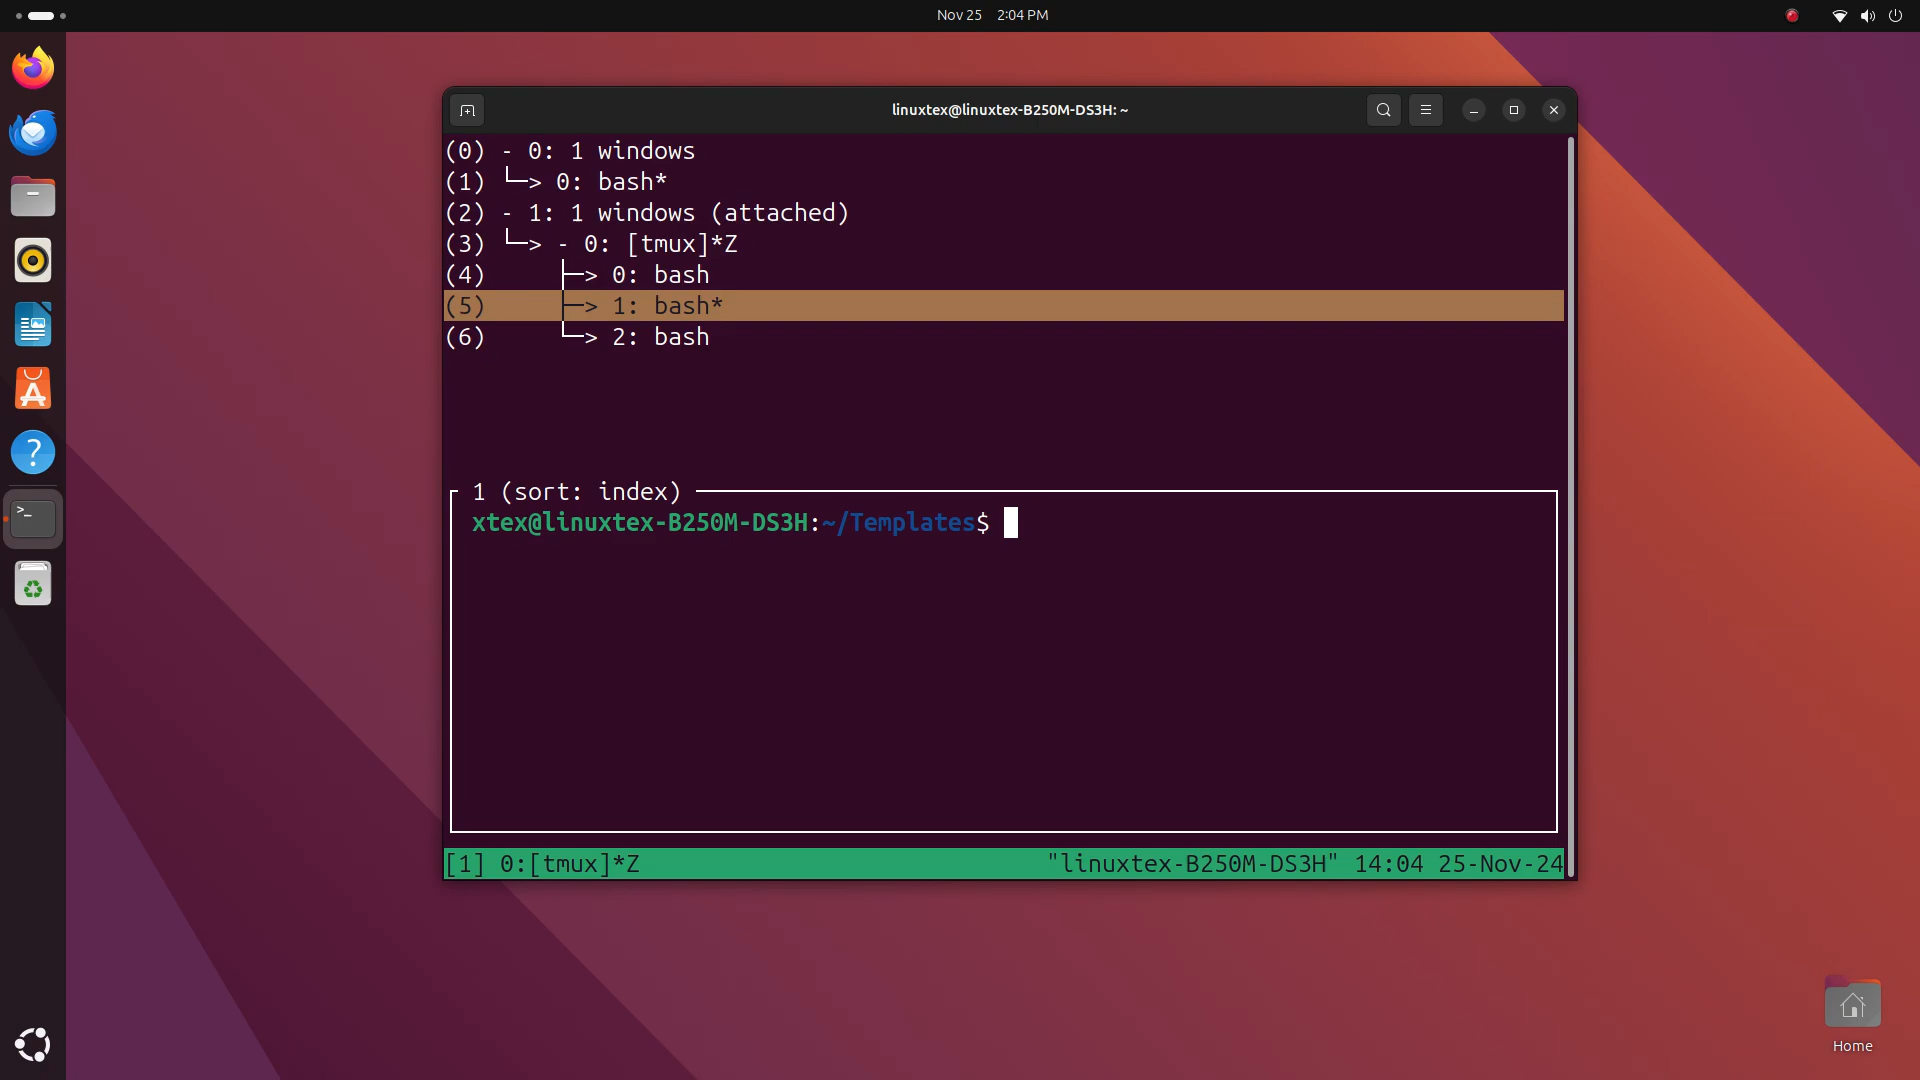 Nov 25 2:04 PM
linuxtex@linuxtex-B250M-DS3H: ~
(0) - 0: 1 windows
(1) └─> 0: bash*
(2) - 1: 1 windows (attached)
(3) └─> - 0: [tmux]*Z
(4)     ├─> 0: bash
(5)     ├─> 1: bash*
(6)     └─> 2: bash
1 (sort: index)
xtex@linuxtex-B250M-DS3H:~/Templates$
[1] 0:[tmux]*Z "linuxtex-B250M-DS3H" 14:04 25-Nov-24
Home